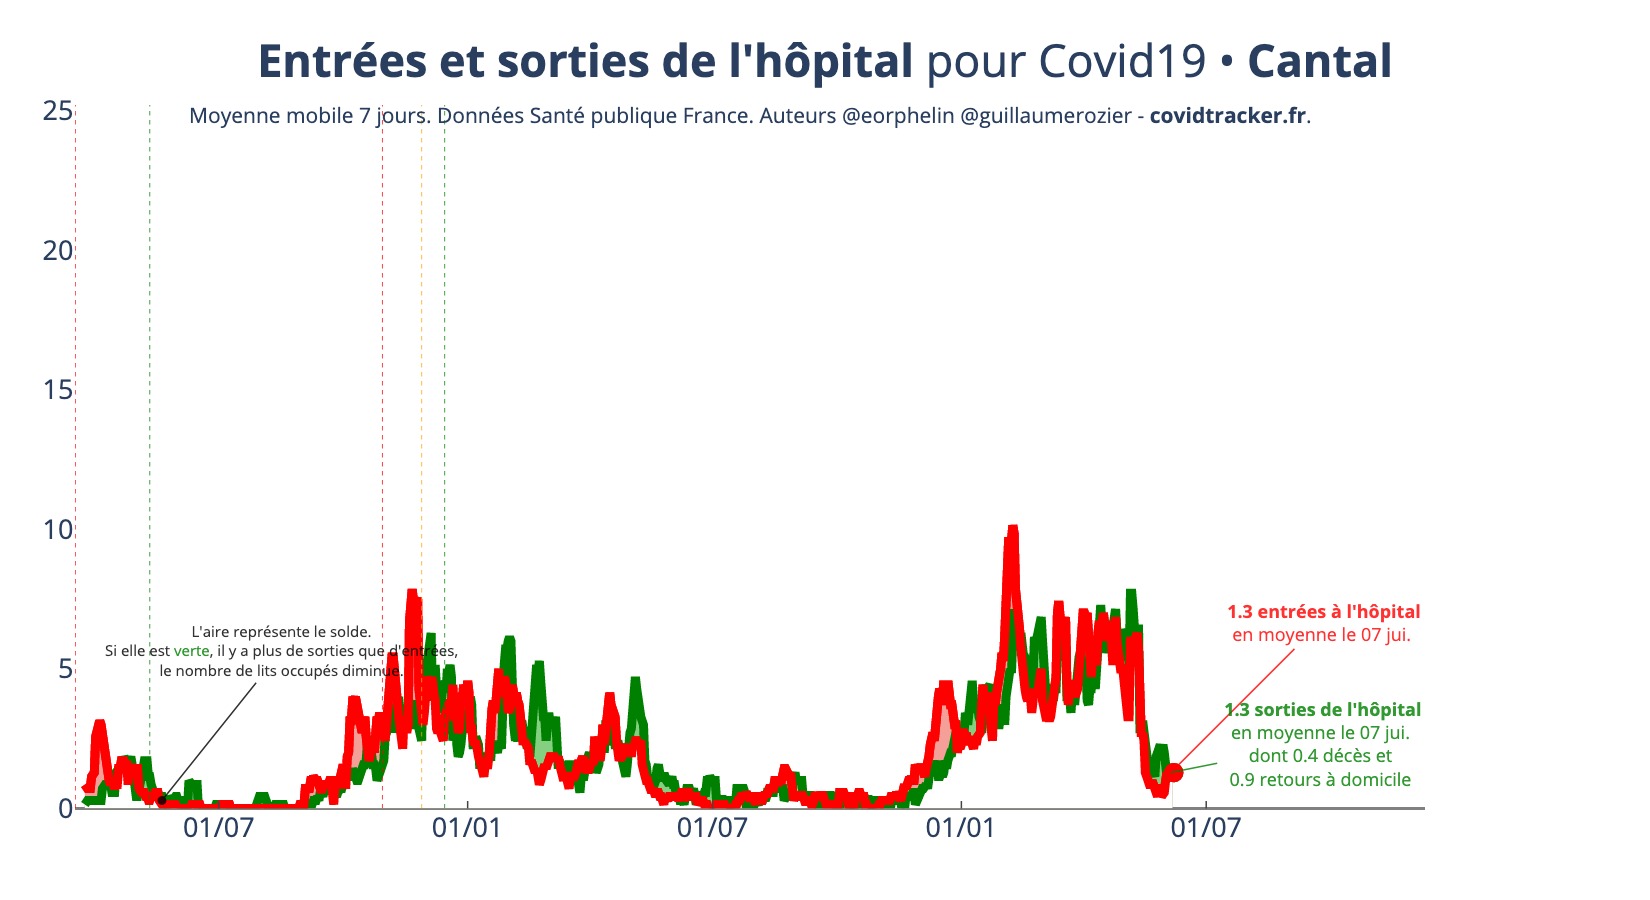 Entrées et sorties de l'hôpital pour Covid19 • Cantal
Moyenne mobile 7 jours. Données Santé publique France. Auteurs @eorphelin @guillaumerozier - covidtracker.fr.
25
20
15
10
5
0
L'aire représente le solde.
Si elle est verte, il y a plus de sorties que d'entrées,
le nombre de lits occupés diminue.
1.3 entrées à l'hôpital
en moyenne le 07 jui.
1.3 sorties de l'hôpital
en moyenne le 07 jui.
dont 0.4 décès et
0.9 retours à domicile
01/07
01/01
01/07
01/01
01/07